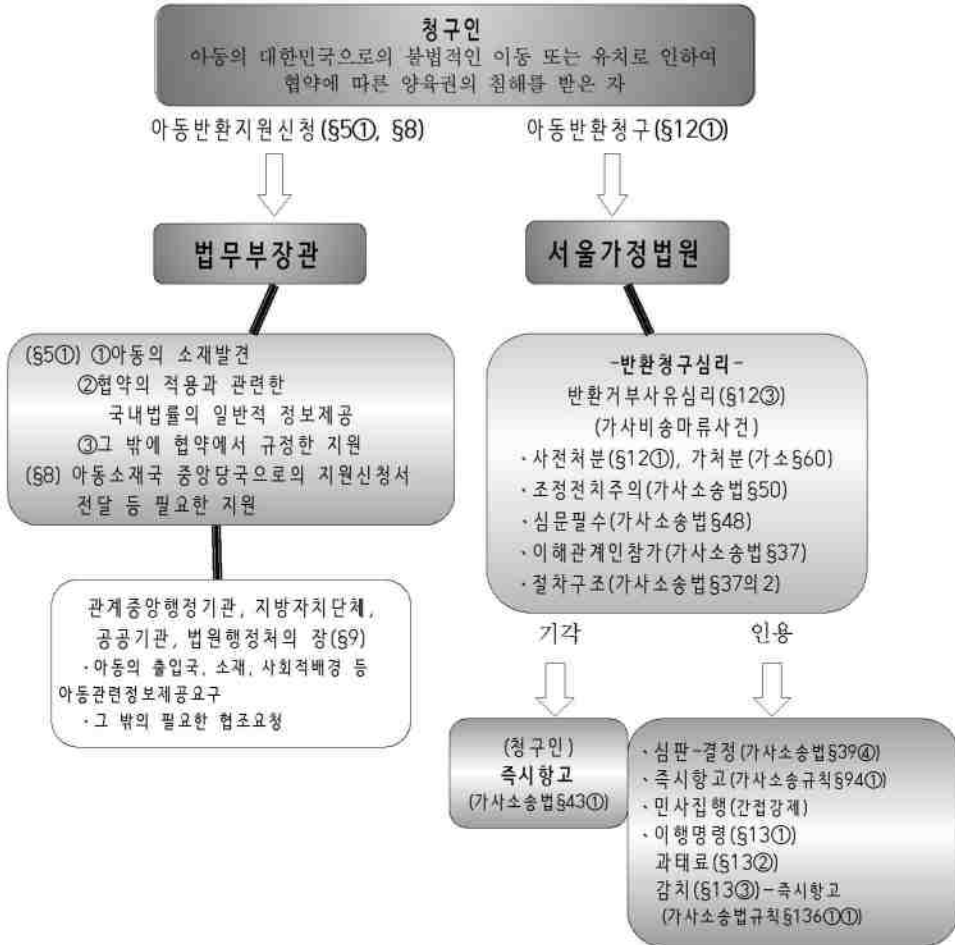 청구인
아동의 대한민국으로의 불법적인 이동 또는 유치로 인하여
협약에 따른 양육권의 침해를 받은 자
아동반환지원신청(§5①, §8)
아동반환청구(§12①)
법무부장관
서울가정법원
(§5①) ①아동의 소재발견
②협약의 적용과 관련한
국내법률의 일반적 정보제공
③그 밖에 협약에서 규정한 지원
(§8) 아동소재국 중앙당국으로의 지원신청서
전달 등 필요한 지원
관계중앙행정기관, 지방자치단체,
공공기관, 법원행정처의 장(§9)
·아동의 출입국, 소재, 사회적배경 등
아동관련정보제공요구
·그 밖의 필요한 협조요청
-반환청구심리-
반환거부사유심리(§12③)
(가사비송마류사건)
·사전처분(§12①), 가처분(가소§60)
·조정전치주의(가사소송법§50)
·심문필수(가사소송법§48)
·이해관계인참가(가사소송법§37)
·절차구조(가사소송법§37의2)
기각
인용
(청구인)
즉시항고
(가사소송법§43①)
·심판-결정(가사소송법§39④)
·즉시항고(가사소송규칙§94①)
·민사집행(간접강제)
·이행명령(§13①)
과태료(§13②)
감치(§13③)-즉시항고
(가사소송법규칙§136①①)